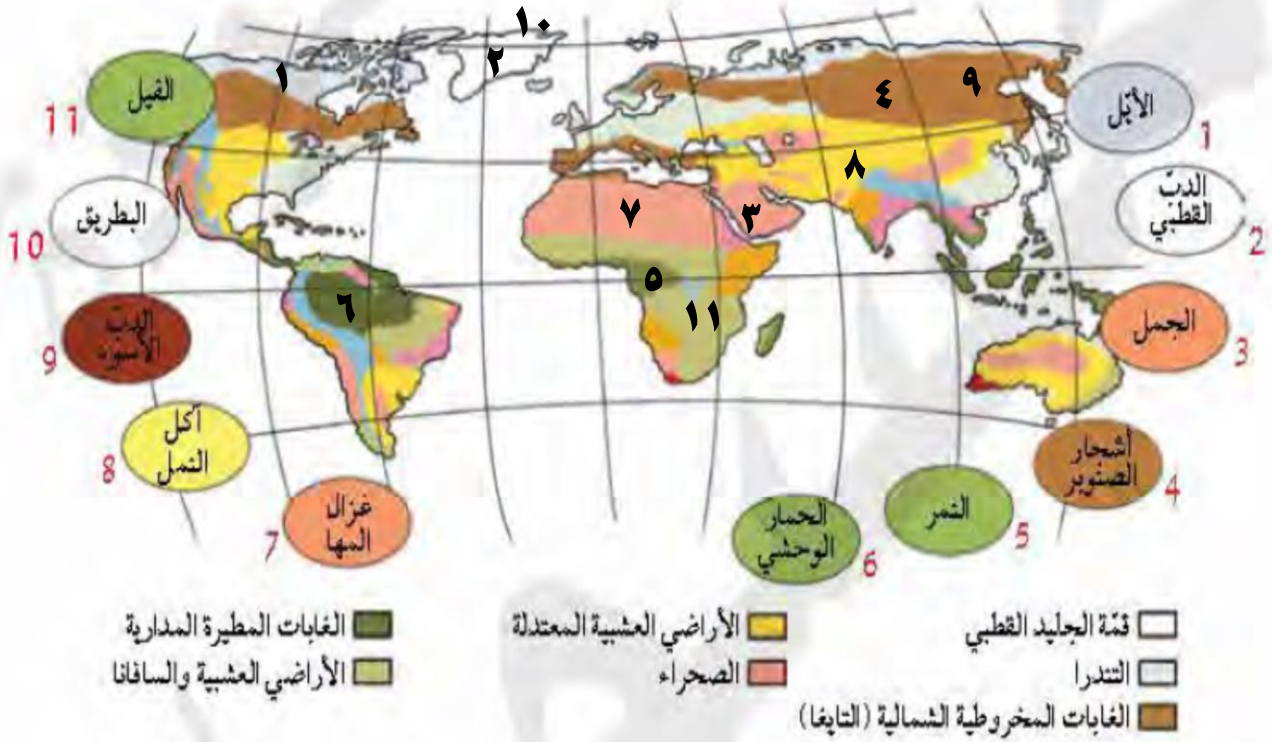 ١٠
٢
١
٩
٤
٨
٧
٣
٥
٦
١١
الأيّل
1
الدبّ
القطبي
2
الجمل
3
أشجار
الصنوبر
4
النمر
5
الحمار
الوحشي
6
غزال
المها
7
آكل
النمل
8
الدبّ
الأسود
9
البطريق
10
الفيل
11
قمّة الجليد القطبي
التندرا
الغابات المخروطية الشمالية (التايغا)
الأراضي العشبية المعتدلة
الصحراء
الغابات المطيرة المدارية
الأراضي العشبية والسافانا